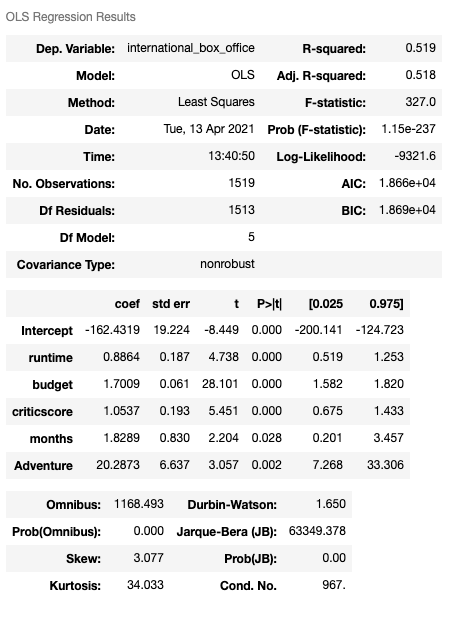 OLS Regression Results
Dep. Variable: international_box_office R-squared: 0.519
Model: OLS Adj. R-squared: 0.518
Method: Least Squares F-statistic: 327.0
Date: Tue, 13 Apr 2021 Prob (F-statistic): 1.15e-237
Time: 13:40:50 Log-Likelihood: -9321.6
No. Observations: 1519 AIC: 1.866e+04
Df Residuals: 1513 BIC: 1.869e+04
Df Model: 5
Covariance Type: nonrobust
coef std err t P>|t| [0.025 0.975]
Intercept -162.4319 19.224 -8.449 0.000 -200.141 -124.723
runtime 0.8864 0.187 4.738 0.000 0.519 1.253
budget 1.7009 0.061 28.101 0.000 1.582 1.820
criticscore 1.0537 0.193 5.451 0.000 0.675 1.433
months 1.8289 0.830 2.204 0.028 0.201 3.457
Adventure 20.2873 6.637 3.057 0.002 7.268 33.306
Omnibus: 1168.493 Durbin-Watson: 1.650
Prob(Omnibus): 0.000 Jarque-Bera (JB): 63349.378
Skew: 3.077 Prob(JB): 0.00
Kurtosis: 34.033 Cond. No. 967.